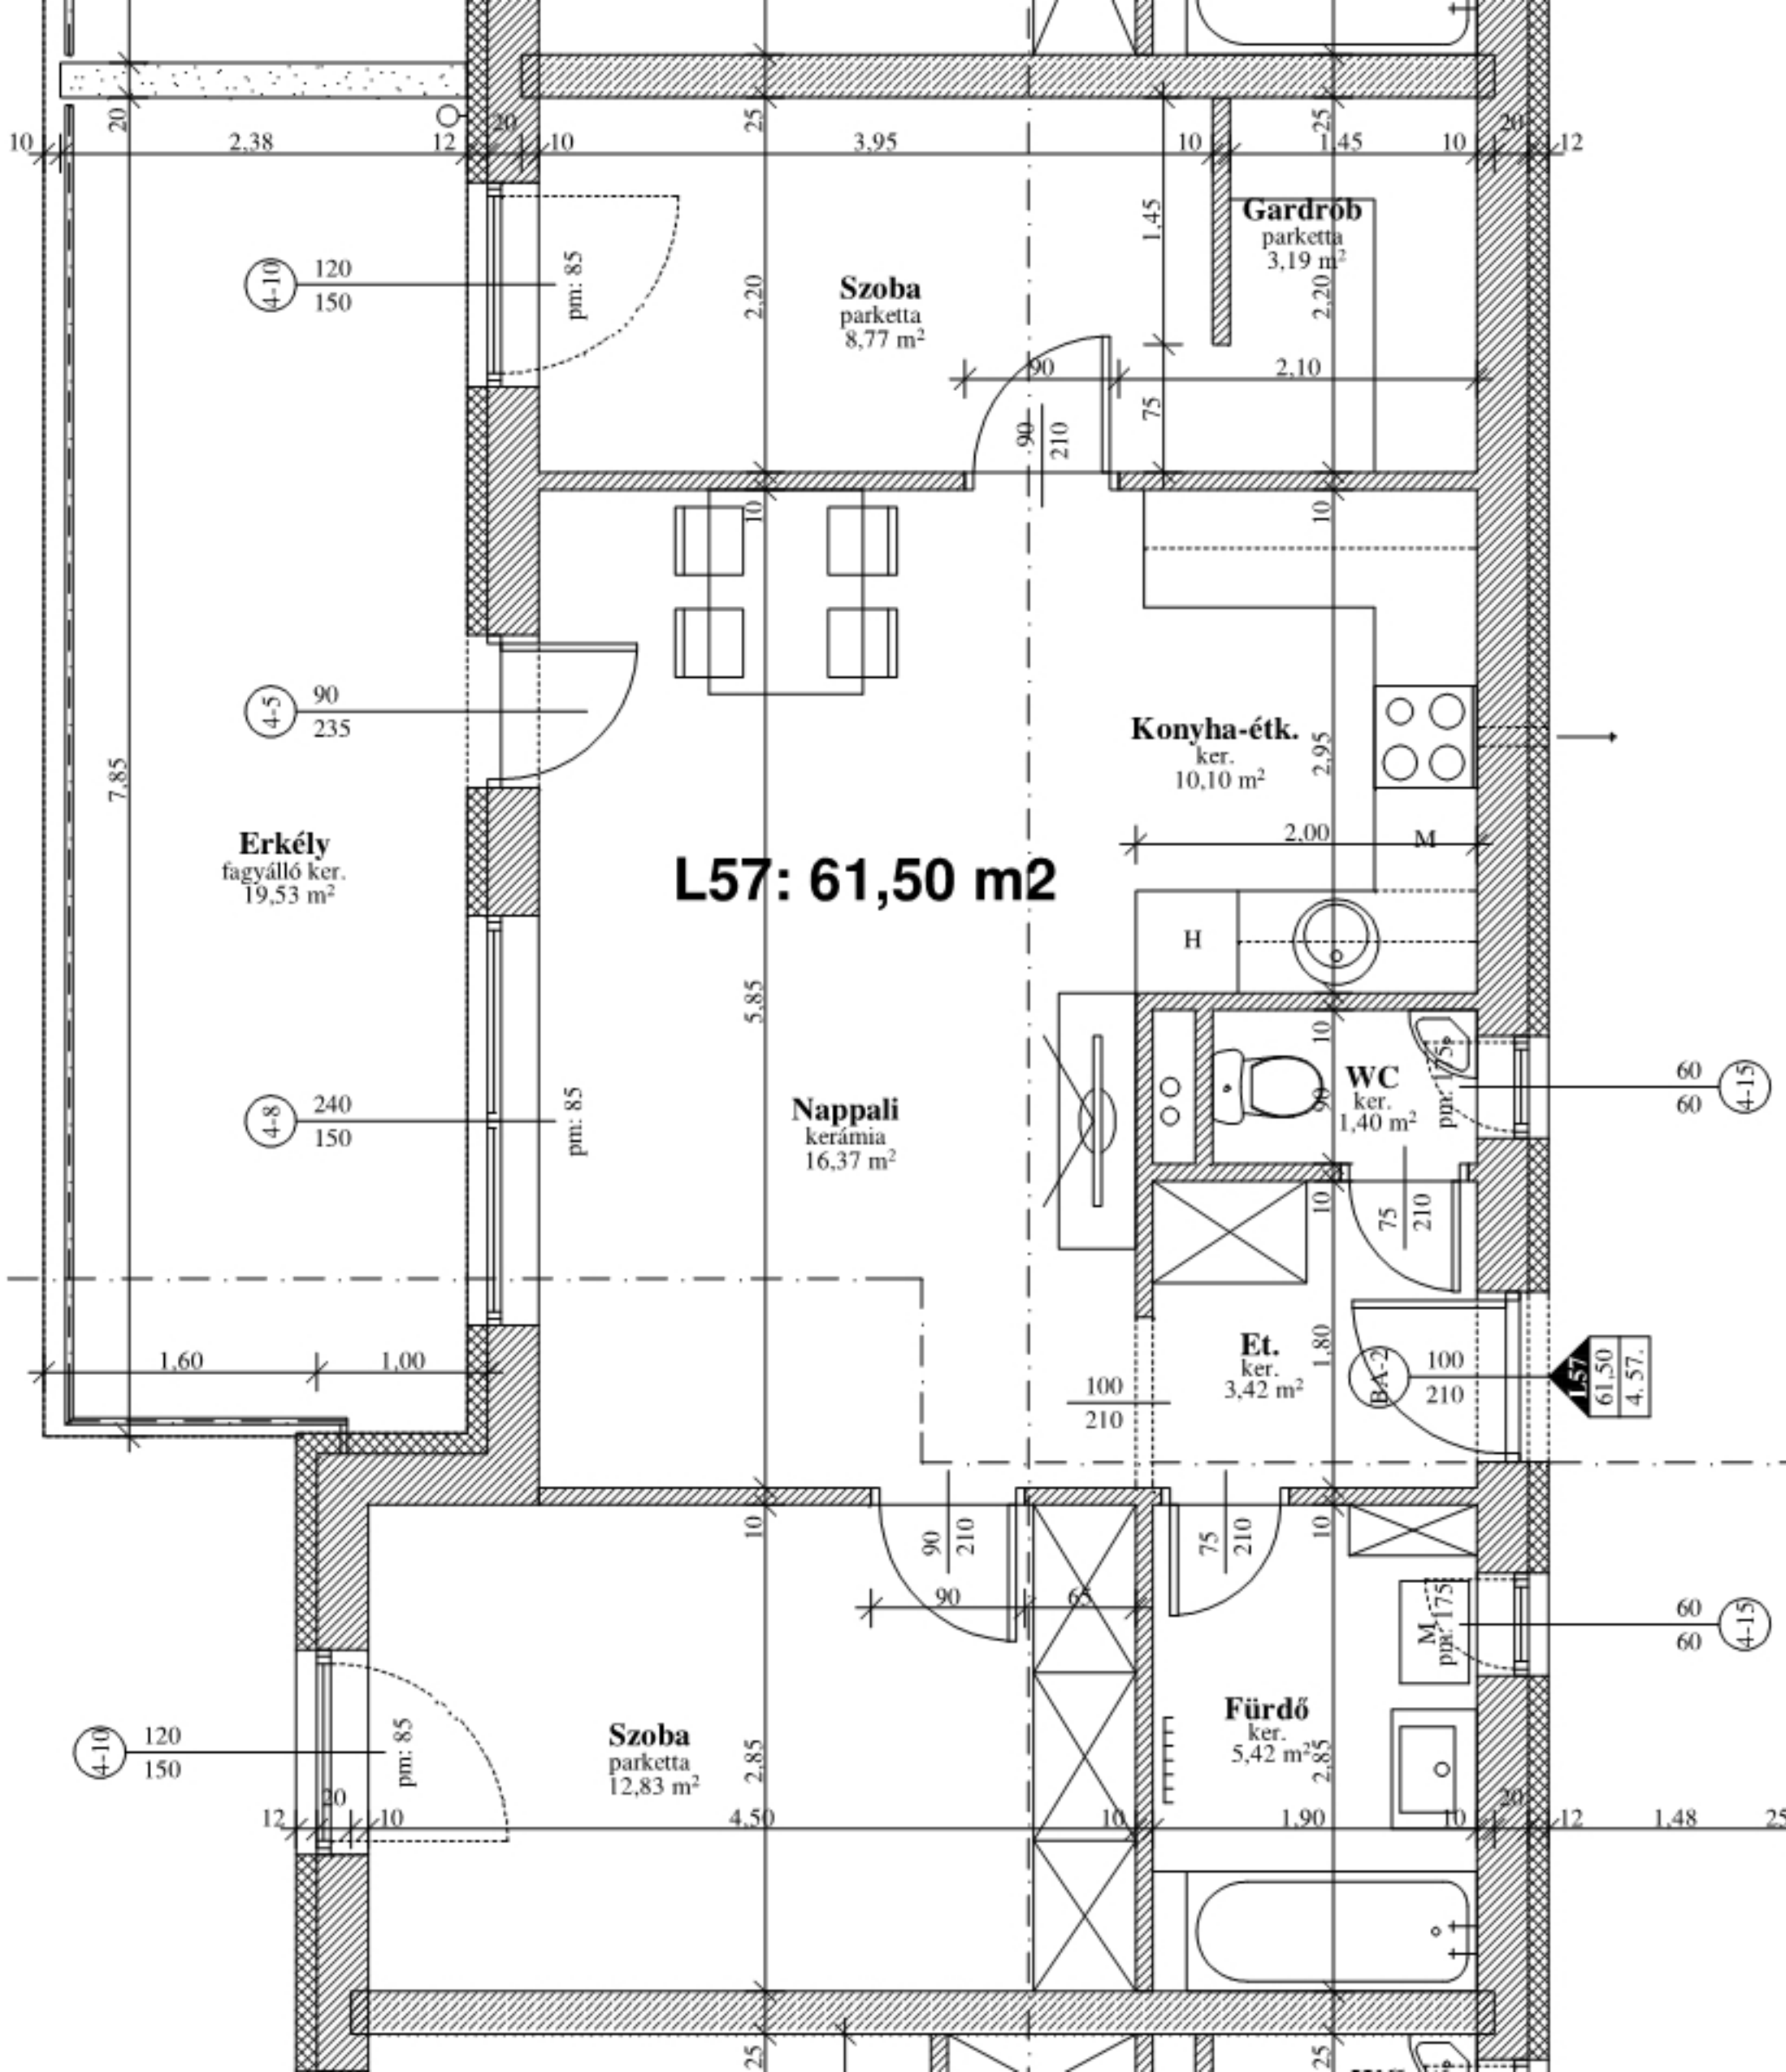 20
25
25
20
20
10
2,38
12
10
3,95
10
1,45
10
12
1,45
Gardrób
parketta
3,19 m²
4-10
120
150
pm: 85
2,20
Szoba
parketta
8,77 m²
2,20
90
2,10
75
90
210
10
10
4-5
90
235
7,85
Konyha-étk.
ker.
10,10 m²
2,95
2,00
M
Erkély
fagyálló ker.
19,53 m²
L57: 61,50 m2
H
5,85
10
4-8
240
150
pm: 85
Nappali
kerámia
16,37 m²
90
WC
ker.
1,40 m²
pm: 175
60
60
4-15
10
75
210
1,60
1,00
Et.
ker.
3,42 m²
1,80
100
210
BA-2
100
210
L57
61,50
4. 57.
10
90
210
75
210
10
90
65
M
pm: 175
60
60
4-15
4-10
120
150
pm: 85
Szoba
parketta
12,83 m²
2,85
Fürdő
ker.
5,42 m²
2,85
20
20
12
10
4,50
10
1,90
10
12
1,48
25
25
25